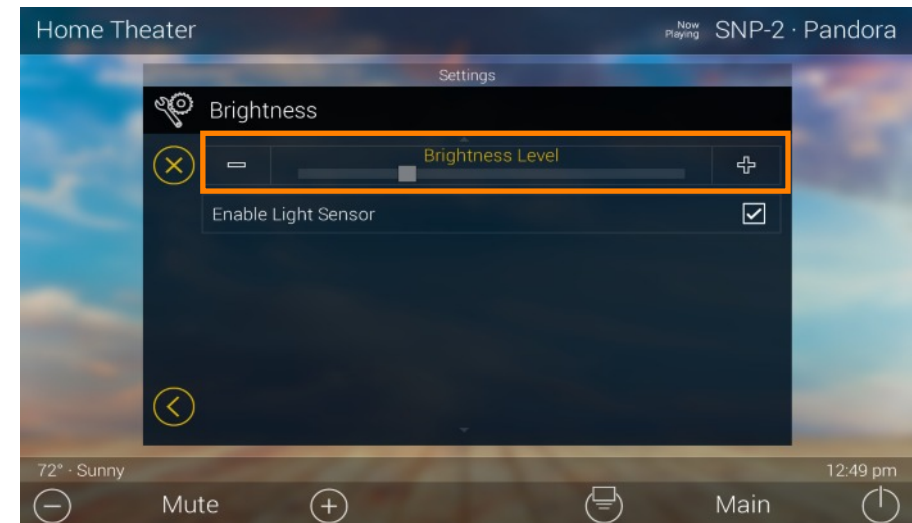 Home Theater
Now Playing SNP-2 · Pandora
Settings
Brightness
Brightness Level
Enable Light Sensor
72° · Sunny
12:49 pm
Mute
Main